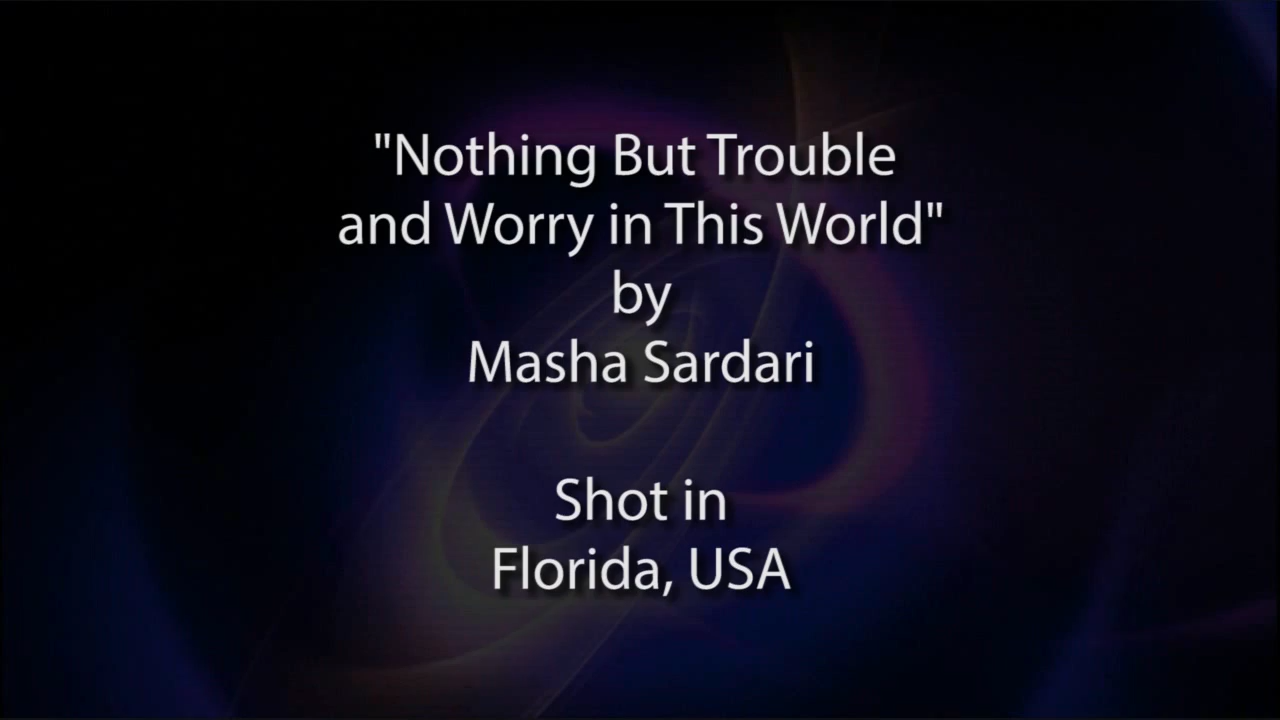 "Nothing But Trouble
and Worry in This World"
by
Masha Sardari
Shot in
Florida, USA